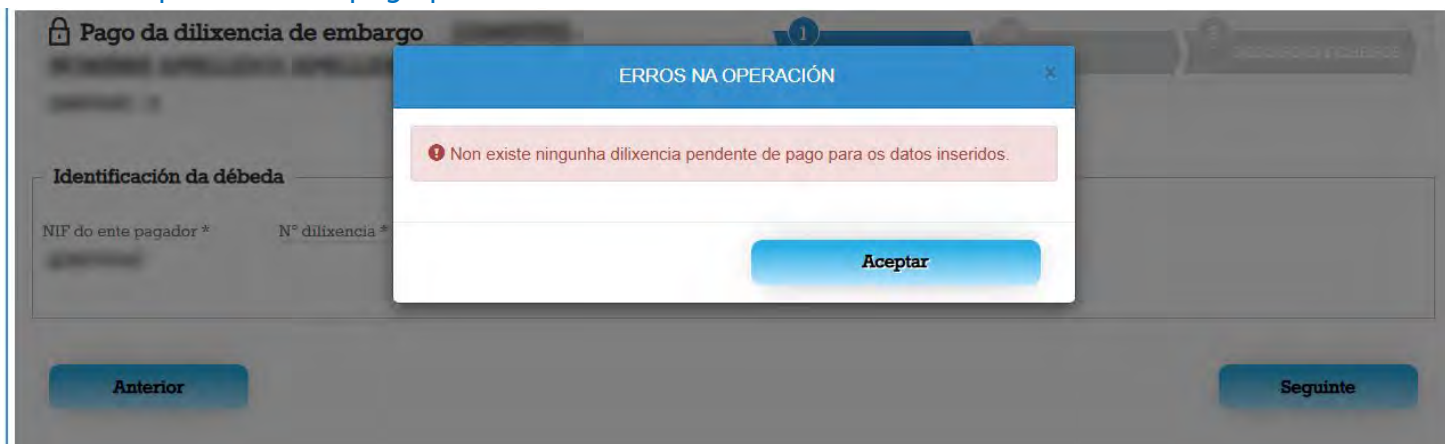 Pago da dilixencia de embargo
1
ERROS NA OPERACIÓN
×
Non existe ningunha dilixencia pendente de pago para os datos inseridos.
Identificación da débeda
NIF do ente pagador *
Nº dilixencia *
Aceptar
Anterior
Seguinte